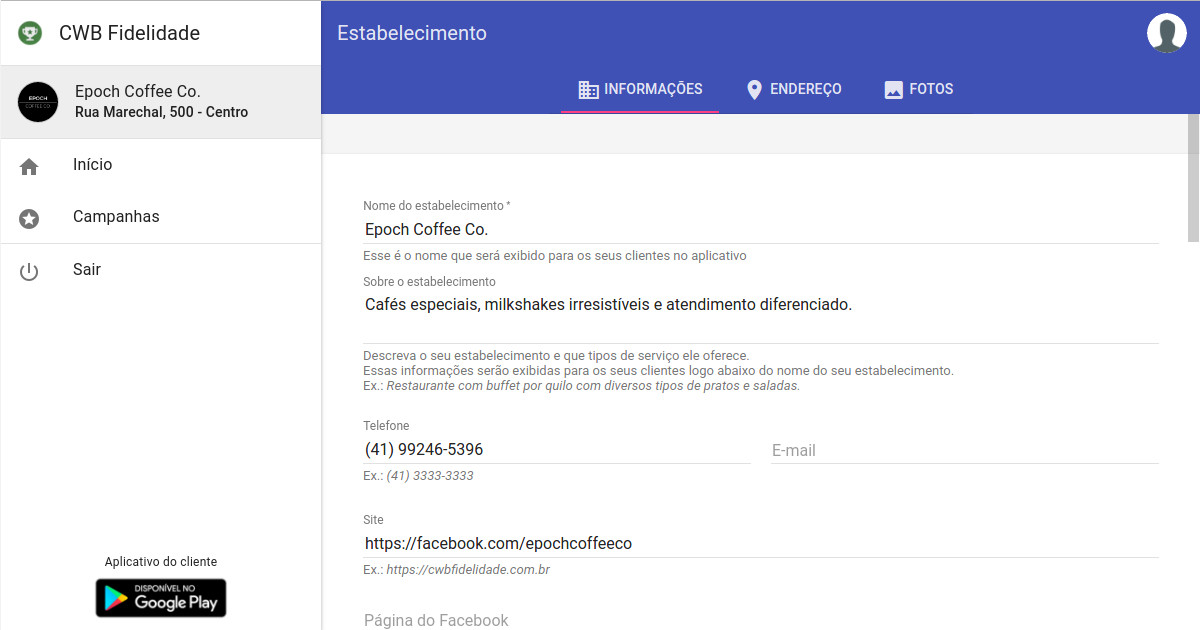 CWB Fidelidade
Estabelecimento
EPOCH
COFFEE CO
Epoch Coffee Co.
Rua Marechal, 500 - Centro
INFORMAÇÕES
ENDEREÇO
FOTOS
Início
Campanhas
Sair
Nome do estabelecimento *
Epoch Coffee Co.
Esse é o nome que será exibido para os seus clientes no aplicativo
Sobre o estabelecimento
Cafés especiais, milkshakes irresistíveis e atendimento diferenciado.
Descreva o seu estabelecimento e que tipos de serviço ele oferece.
Essas informações serão exibidas para os seus clientes logo abaixo do nome do seu estabelecimento.
Ex.: Restaurante com buffet por quilo com diversos tipos de pratos e saladas.
Telefone
(41) 99246-5396
E-mail
Ex.: (41) 3333-3333
Site
https://facebook.com/epochcoffeeco
Ex.: https://cwbfidelidade.com.br
Página do Facebook
Aplicativo do cliente
DISPONÍVEL NO
Google Play